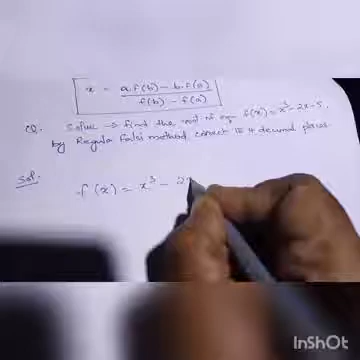 x = a.f(b) - b.f(a) / f(b) - f(a)
Q. Solve → find the root of eqn f(x) = x³ - 2x - 5,
by Regula Falsi method correct to 4 decimal places
Sol.
f(x) = x³ - 2x
InShOt